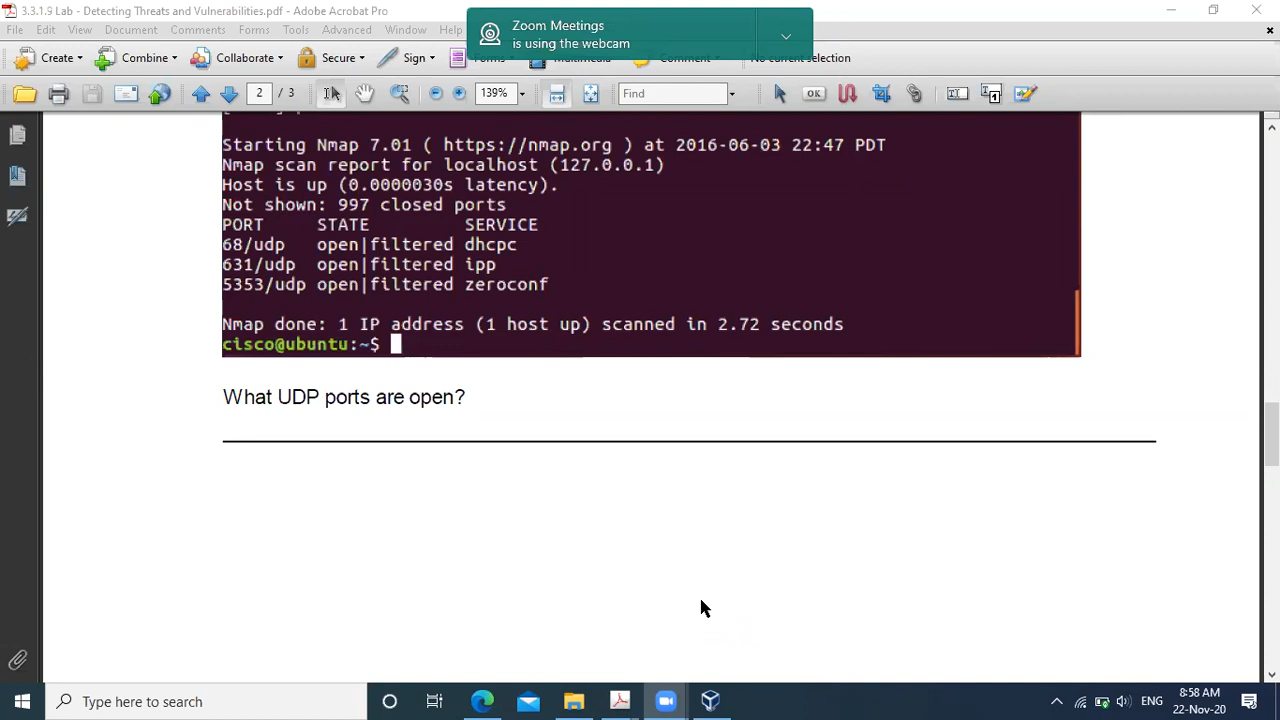 3.3.1.9 Lab - Detecting Threats and Vulnerabilities.pdf - Adobe Acrobat Pro
Zoom Meetings
is using the webcam
File Edit View Document Comments Forms Tools Advanced Window Help
Create Combine Collaborate Secure Sign Forms Multimedia Comment No current selection
2 / 3 139% Find OK
Starting Nmap 7.01 ( https://nmap.org ) at 2016-06-03 22:47 PDT
Nmap scan report for localhost (127.0.0.1)
Host is up (0.0000030s latency).
Not shown: 997 closed ports
PORT STATE SERVICE
68/udp open|filtered dhcpc
631/udp open|filtered ipp
5353/udp open|filtered zeroconf
Nmap done: 1 IP address (1 host up) scanned in 2.72 seconds
cisco@ubuntu:~$
What UDP ports are open?
Type here to search
ENG
8:58 AM
22-Nov-20